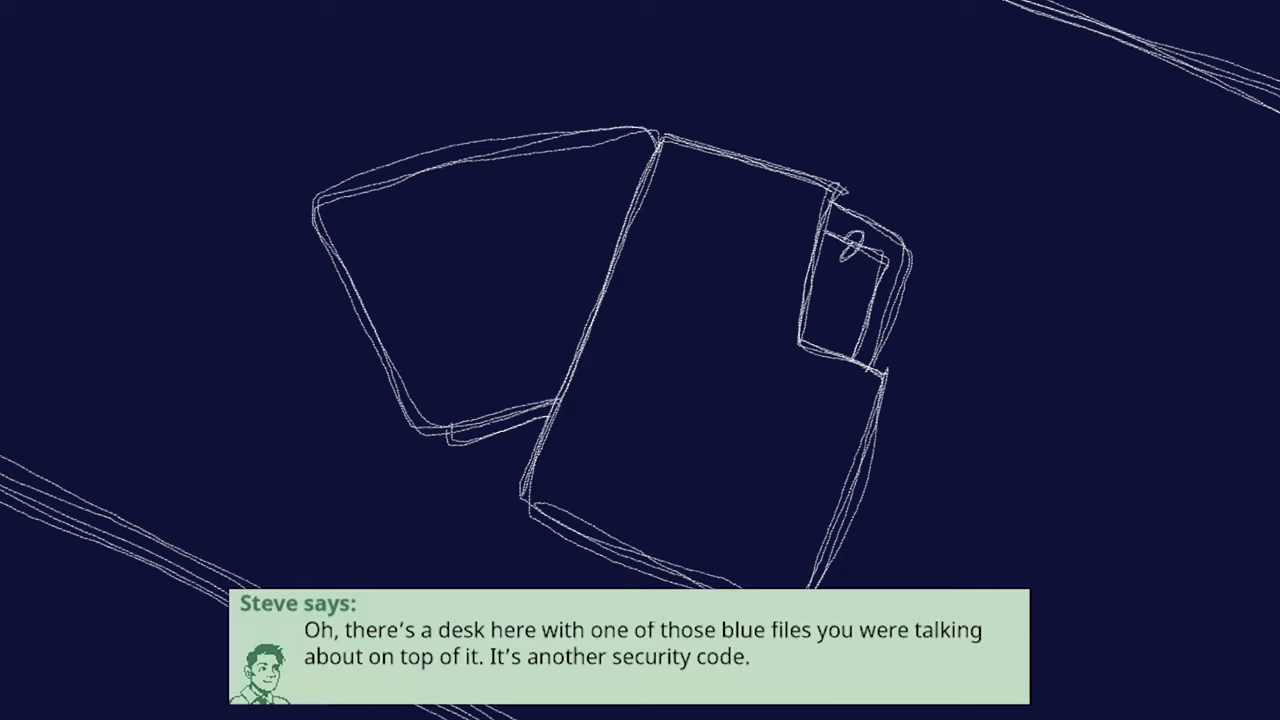 Steve says:
Oh, there’s a desk here with one of those blue files you were talking
about on top of it. It’s another security code.